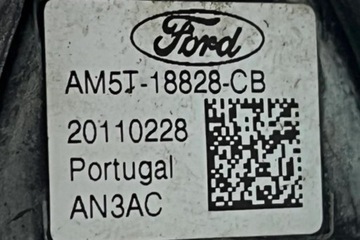 Ford
AM5T-18828-CB
20110228
Portugal
AN3AC